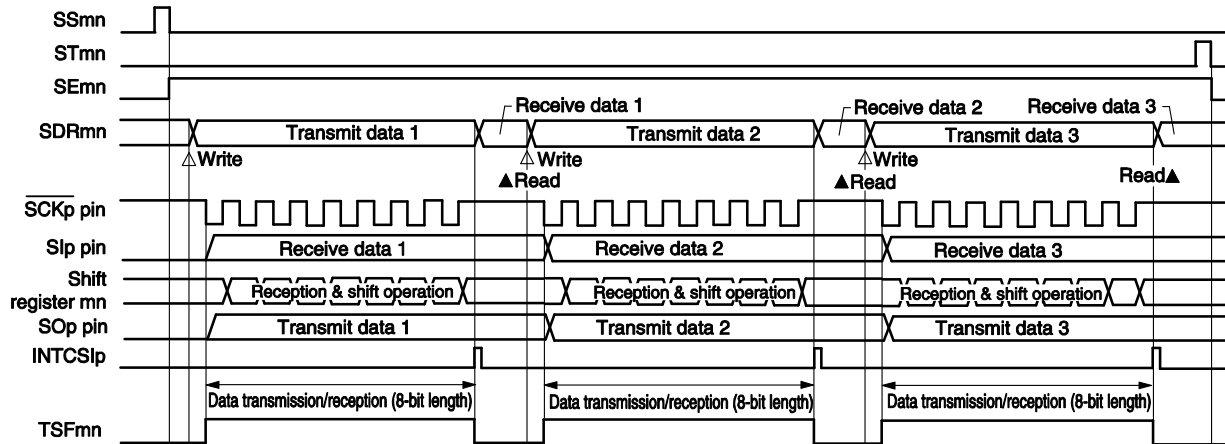 SSmn
STmn
SEmn
Receive data 1
Receive data 2
Receive data 3
SDRmn
Transmit data 1
Transmit data 2
Transmit data 3
Write
Write
Write
Read
Read
Read
SCKp pin
SIp pin
Receive data 1
Receive data 2
Receive data 3
Shift
register mn
Reception & shift operation
Reception & shift operation
Reception & shift operation
SOp pin
Transmit data 1
Transmit data 2
Transmit data 3
INTCSIp
Data transmission/reception (8-bit length)
Data transmission/reception (8-bit length)
Data transmission/reception (8-bit length)
TSFmn